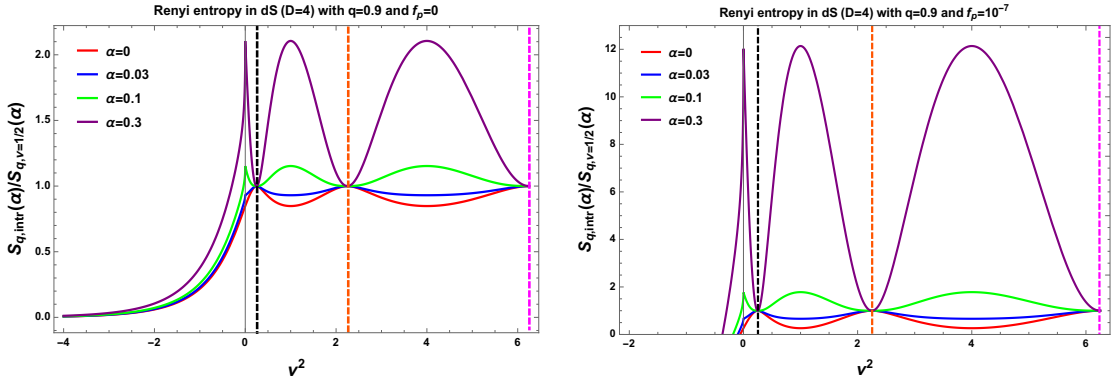 Renyi entropy in dS (D=4) with q=0.9 and f_p=0
S_{q,intr}(α)/S_{q,ν=1/2}(α)
2.0
1.5
1.0
0.5
0.0
α=0
α=0.03
α=0.1
α=0.3
-4
-2
0
2
4
6
ν²
Renyi entropy in dS (D=4) with q=0.9 and f_p=10⁻⁷
S_{q,intr}(α)/S_{q,ν=1/2}(α)
12
10
8
6
4
2
0
α=0
α=0.03
α=0.1
α=0.3
-2
0
2
4
6
ν²